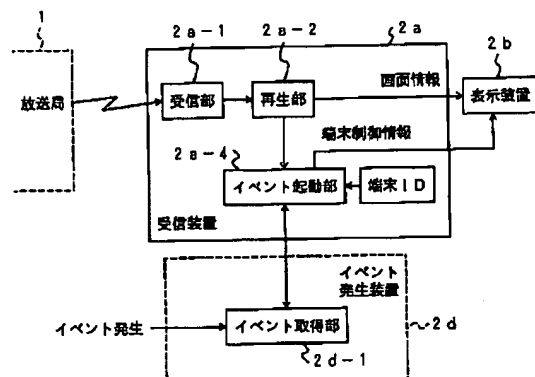 1
2a-1
2a-2
2a
2b
放送局
受信部
再生部
画面情報
表示装置
端末制御情報
2a-4
イベント起動部
端末ID
受信装置
イベント
発生装置
イベント発生
イベント取得部
2d
2d-1